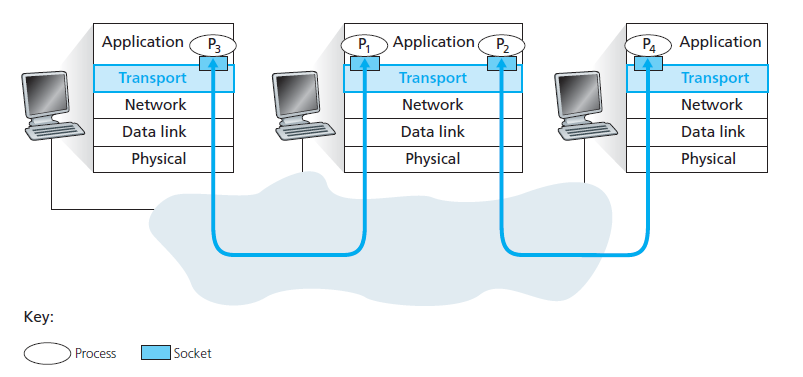 Application P3
Transport
Network
Data link
Physical
P1 Application P2
Transport
Network
Data link
Physical
P4 Application
Transport
Network
Data link
Physical
Key:
Process Socket